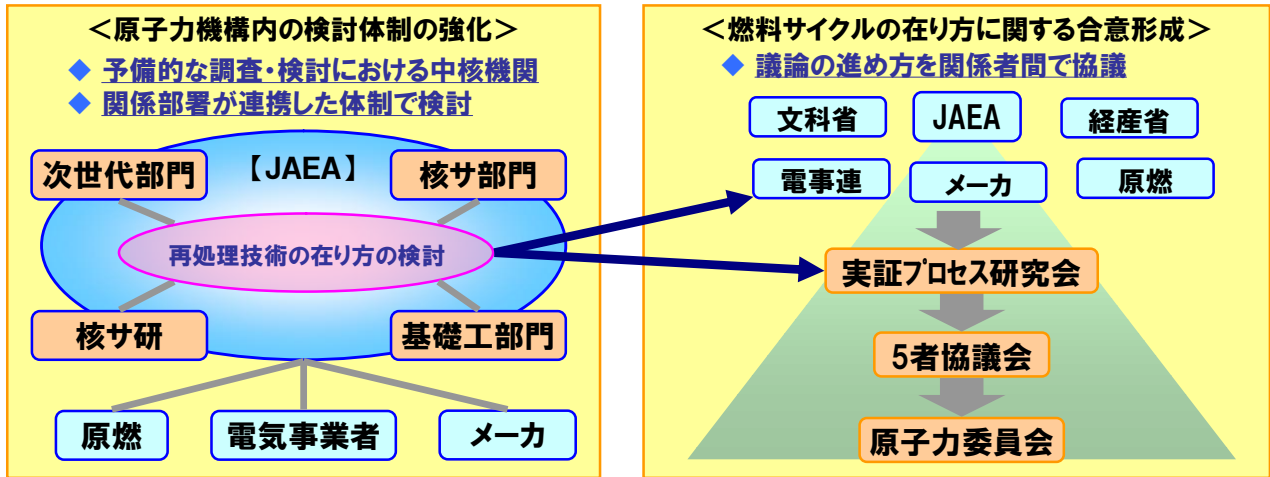 ＜原子力機構内の検討体制の強化＞
◆ 予備的な調査・検討における中核機関
◆ 関係部署が連携した体制で検討
次世代部門
【JAEA】
核サ部門
再処理技術の在り方の検討
核サ研
基礎工部門
原燃
電気事業者
メーカ
＜燃料サイクルの在り方に関する合意形成＞
◆ 議論の進め方を関係者間で協議
文科省
JAEA
経産省
電事連
メーカ
原燃
実証プロセス研究会
5者協議会
原子力委員会